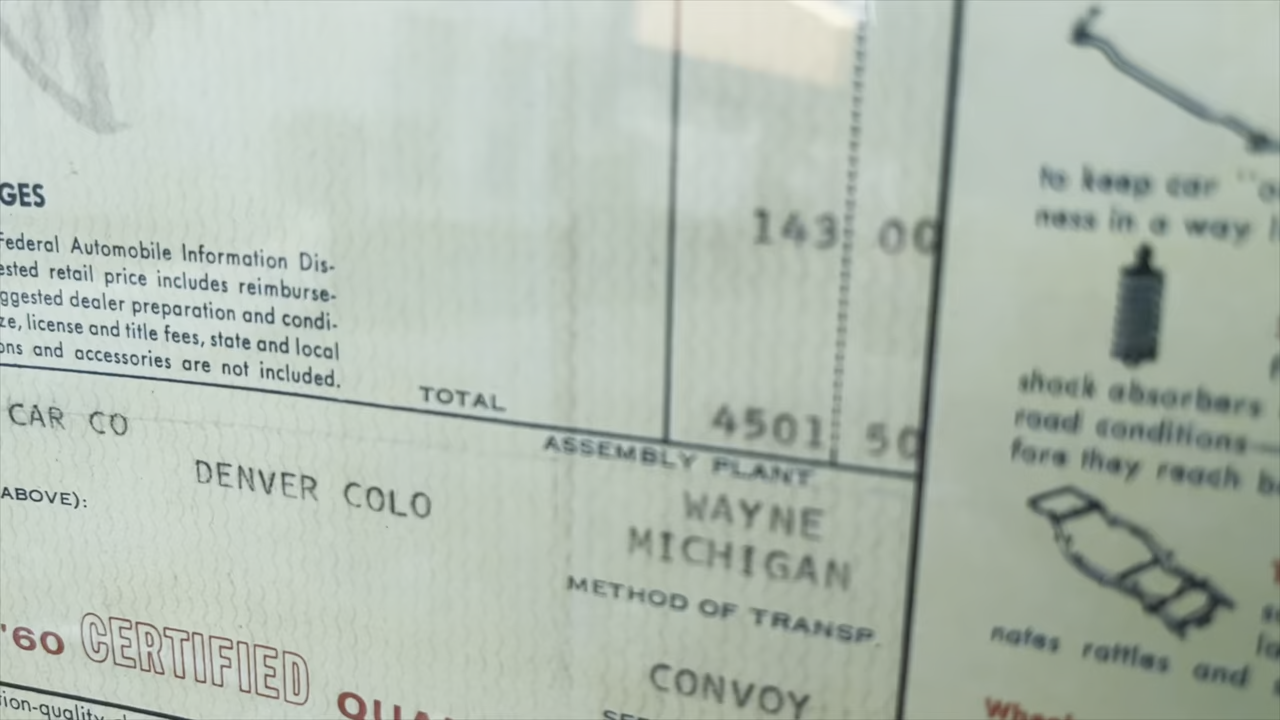 GES
Federal Automobile Information Dis-
ested retail price includes reimburse-
ggested dealer preparation and condi-
ze, license and title fees, state and local
ons and accessories are not included.
143 00
TOTAL 4501 50
CAR CO
DENVER COLO
ABOVE):
ASSEMBLY PLANT
WAYNE
MICHIGAN
METHOD OF TRANSP.
CONVOY
'60 CERTIFIED QUA
ion-quality
to keep car
ness in a way
shock absorbers
road conditions—
fore they reach
nates rattles and